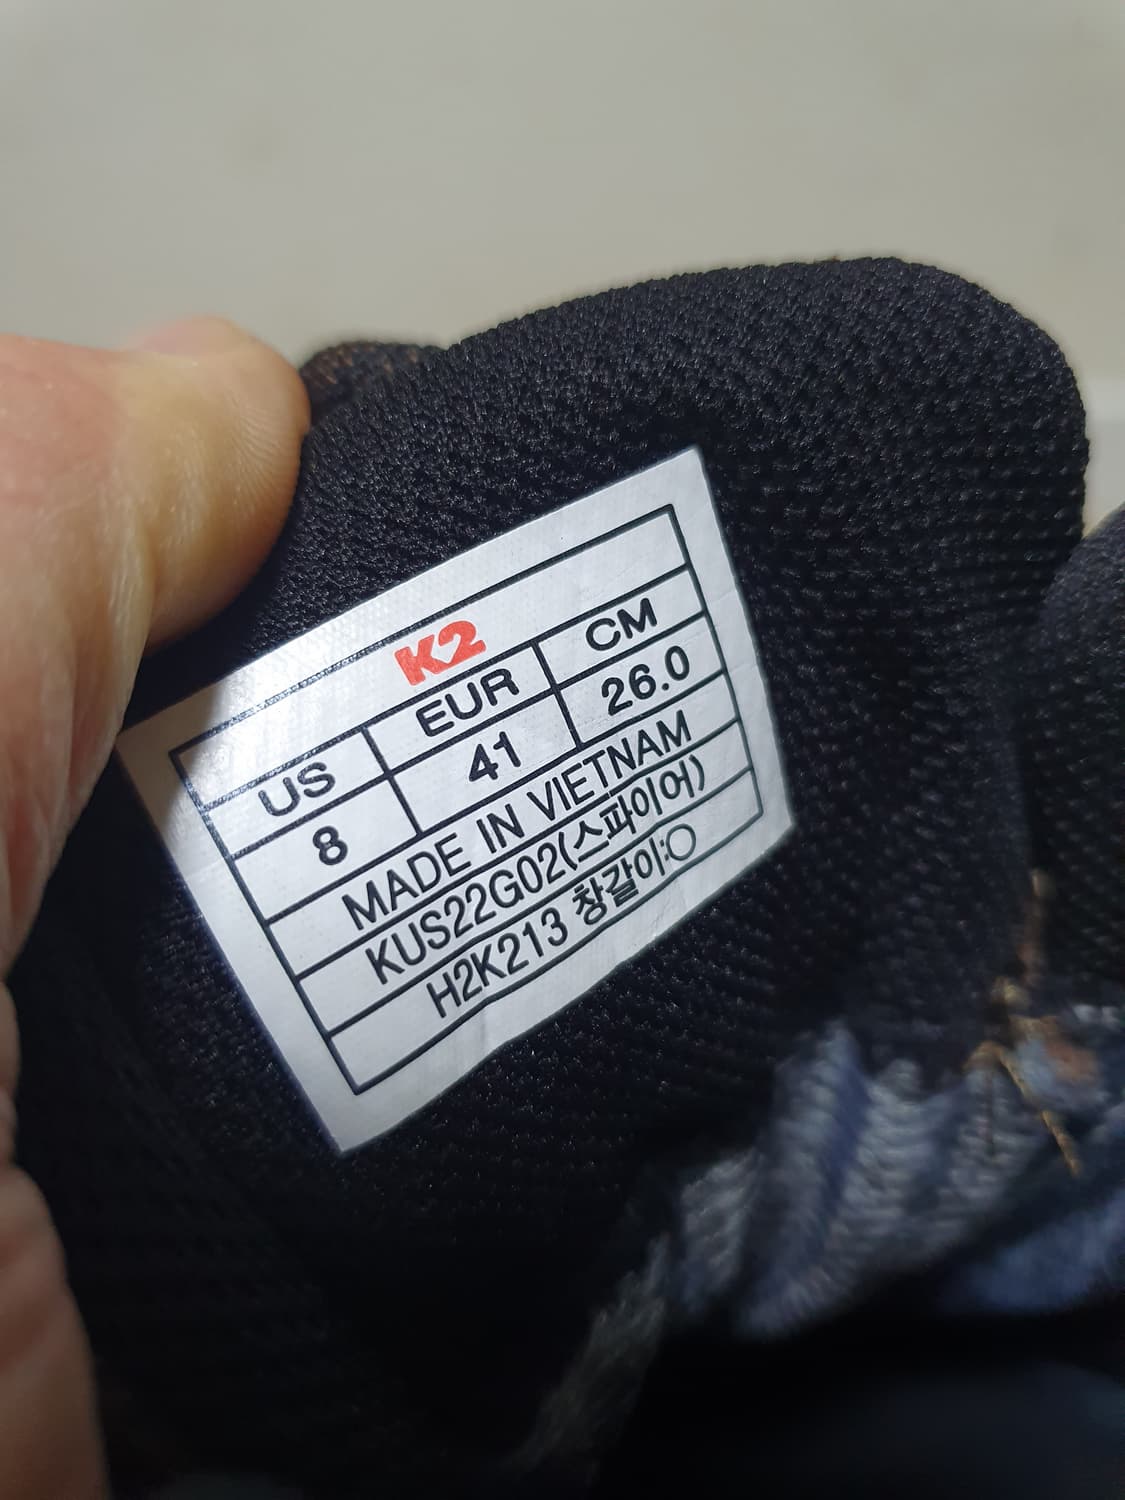 K2
US EUR CM
8 41 26.0
MADE IN VIETNAM
KUS22G02(스파이어)
H2K213 창갈이:○